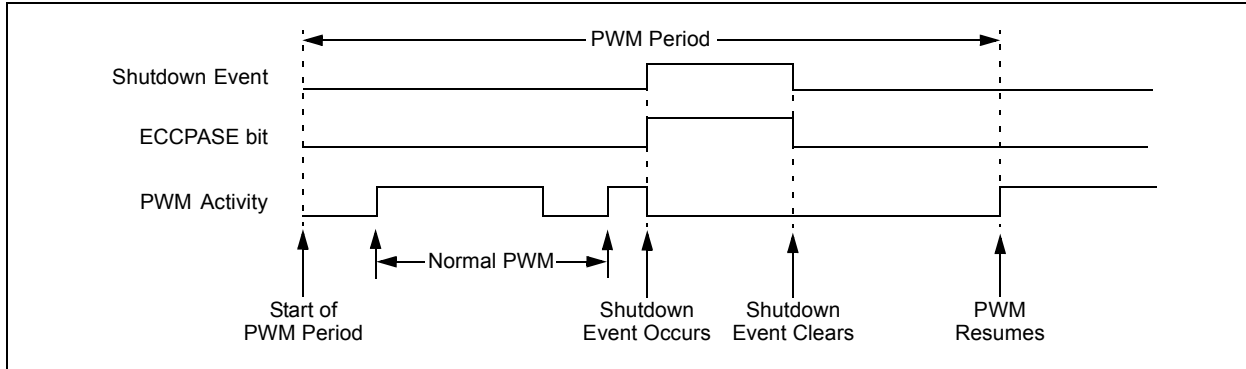 PWM Period
Shutdown Event
ECCPASE bit
PWM Activity
Normal PWM
Start of
PWM Period
Shutdown
Event Occurs
Shutdown
Event Clears
PWM
Resumes